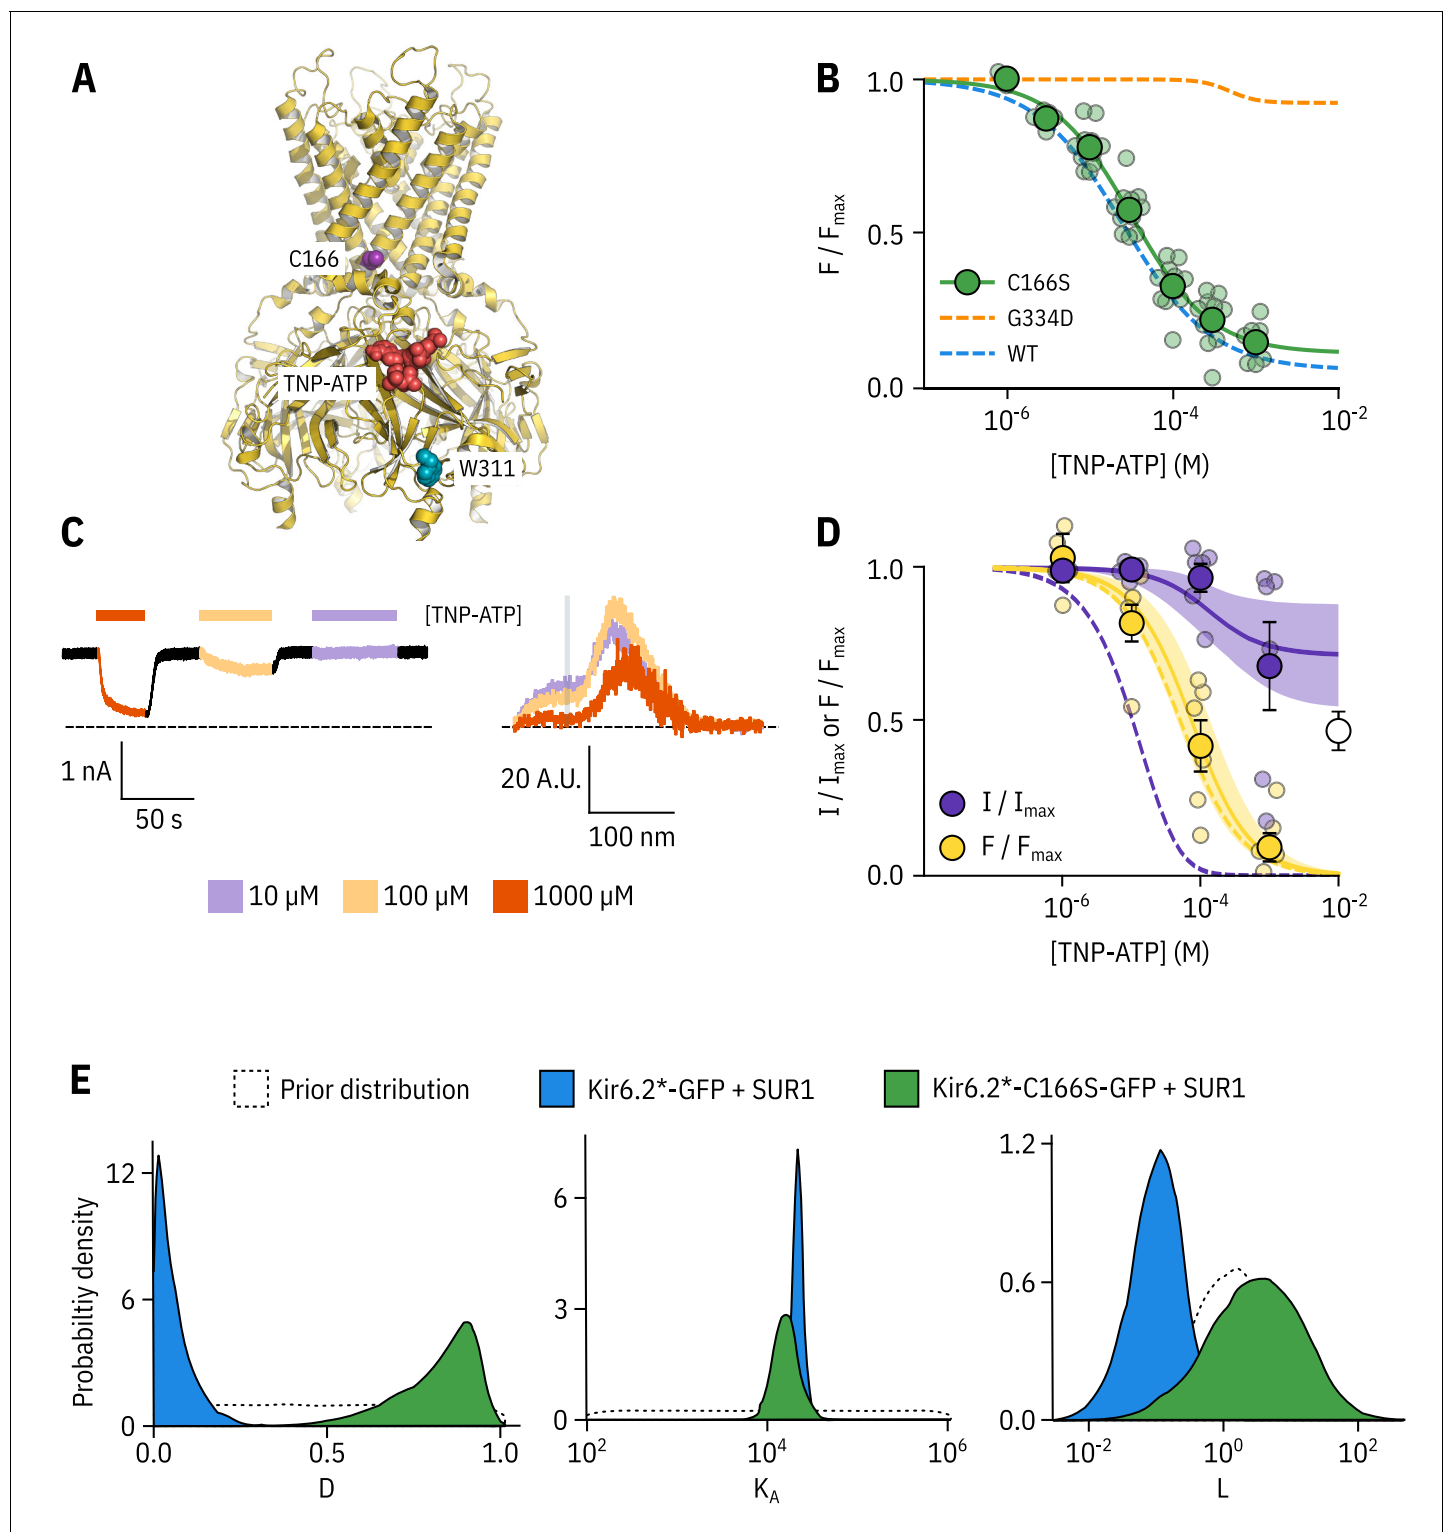 A
C166
TNP-ATP
W311
B
1.0
0.5
0.0
F / Fmax
C166S
G334D
WT
10-6
10-4
10-2
[TNP-ATP] (M)
C
[TNP-ATP]
1 nA
50 s
20 A.U.
100 nm
10 µM
100 µM
1000 µM
D
1.0
0.5
0.0
I / Imax or F / Fmax
I / Imax
F / Fmax
10-6
10-4
10-2
[TNP-ATP] (M)
E
Prior distribution
Kir6.2*-GFP + SUR1
Kir6.2*-C166S-GFP + SUR1
Probabiltiy density
12
6
0
0.0
0.5
1.0
D
6
3
0
102
104
106
KA
1.2
0.6
0.0
10-2
100
102
L